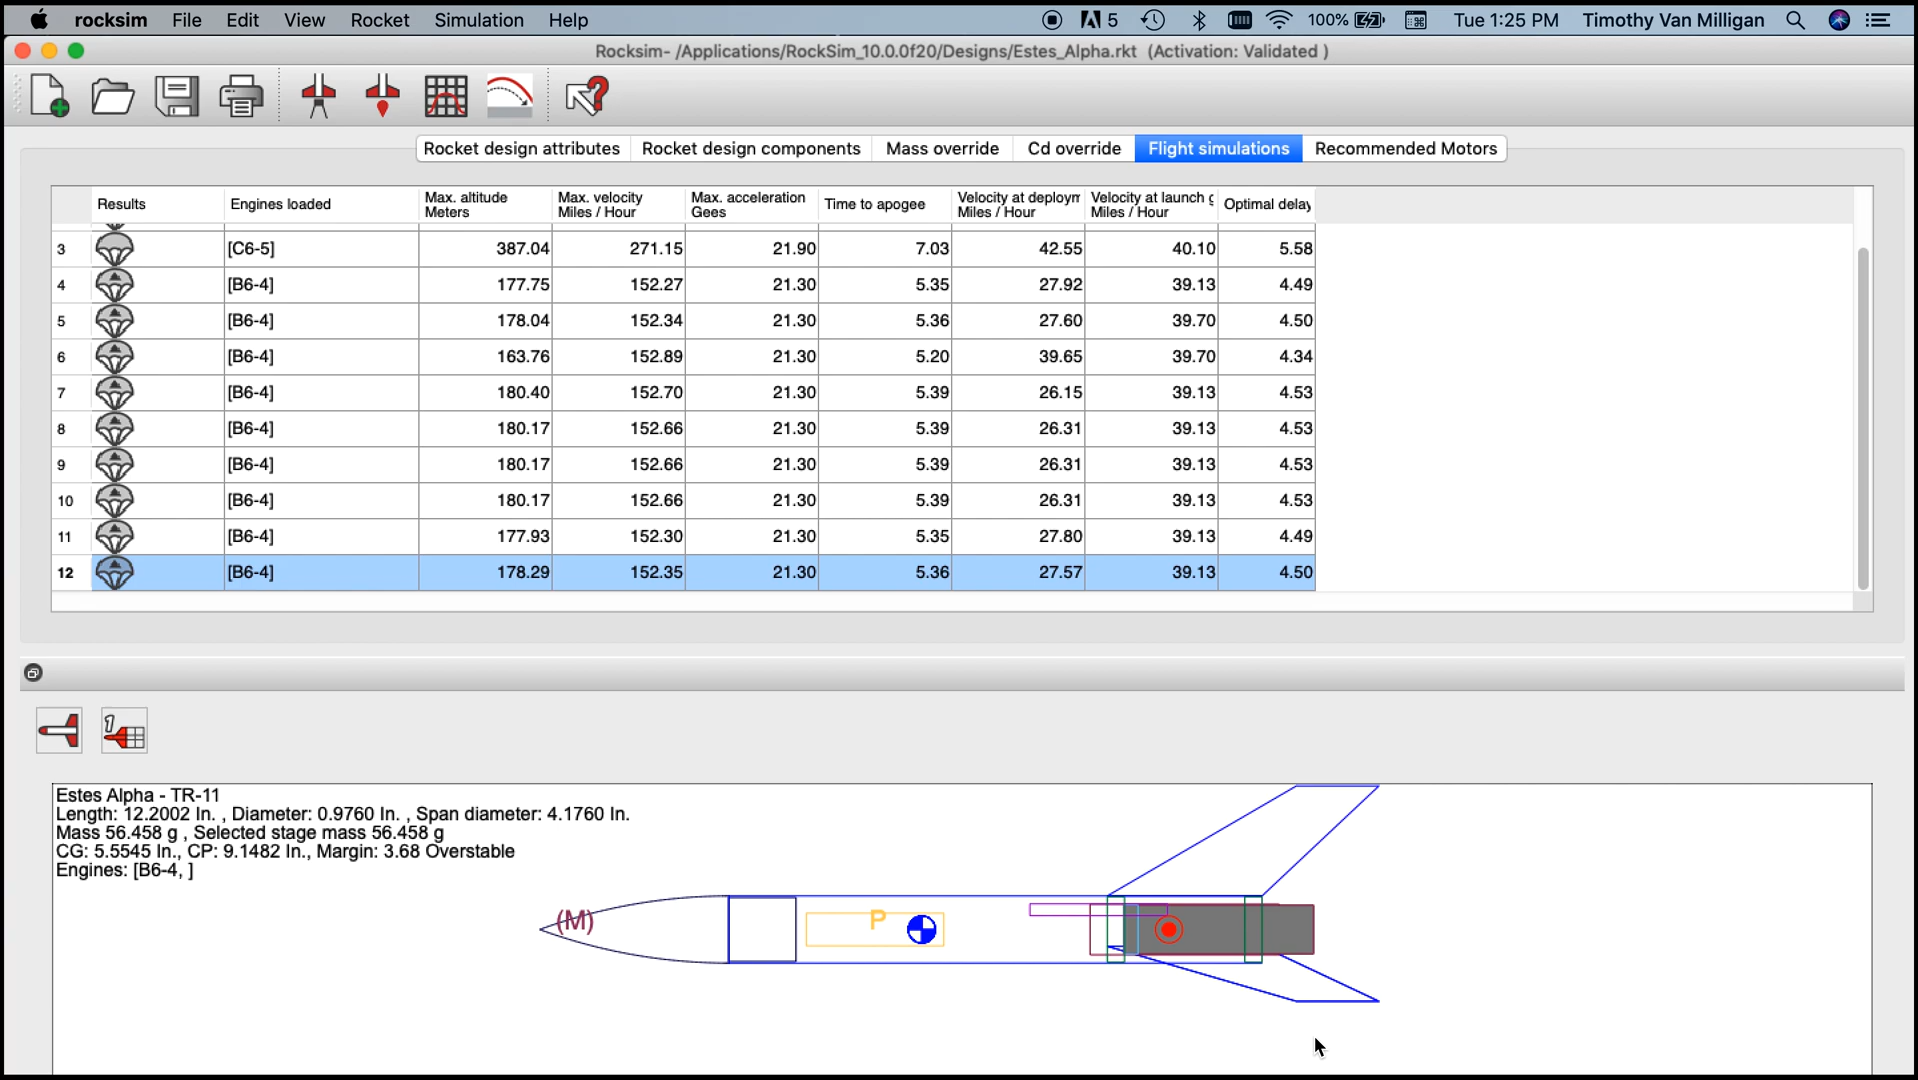 rocksim File Edit View Rocket Simulation Help 5 100% Tue 1:25 PM Timothy Van Milligan
Rocksim- /Applications/RockSim_10.0.0f20/Designs/Estes_Alpha.rkt (Activation: Validated )
Rocket design attributes Rocket design components Mass override Cd override Flight simulations Recommended Motors
Results Engines loaded Max. altitude Max. velocity Max. acceleration Time to apogee Velocity at deployn Velocity at launch g Optimal delay
Meters Miles / Hour Gees Miles / Hour Miles / Hour
3 [C6-5] 387.04 271.15 21.90 7.03 42.55 40.10 5.58
4 [B6-4] 177.75 152.27 21.30 5.35 27.92 39.13 4.49
5 [B6-4] 178.04 152.34 21.30 5.36 27.60 39.70 4.50
6 [B6-4] 163.76 152.89 21.30 5.20 39.65 39.70 4.34
7 [B6-4] 180.40 152.70 21.30 5.39 26.15 39.13 4.53
8 [B6-4] 180.17 152.66 21.30 5.39 26.31 39.13 4.53
9 [B6-4] 180.17 152.66 21.30 5.39 26.31 39.13 4.53
10 [B6-4] 180.17 152.66 21.30 5.39 26.31 39.13 4.53
11 [B6-4] 177.93 152.30 21.30 5.35 27.80 39.13 4.49
12 [B6-4] 178.29 152.35 21.30 5.36 27.57 39.13 4.50
1
Estes Alpha - TR-11
Length: 12.2002 In. , Diameter: 0.9760 In. , Span diameter: 4.1760 In.
Mass 56.458 g , Selected stage mass 56.458 g
CG: 5.5545 In., CP: 9.1482 In., Margin: 3.68 Overstable
Engines: [B6-4, ]
(M) P